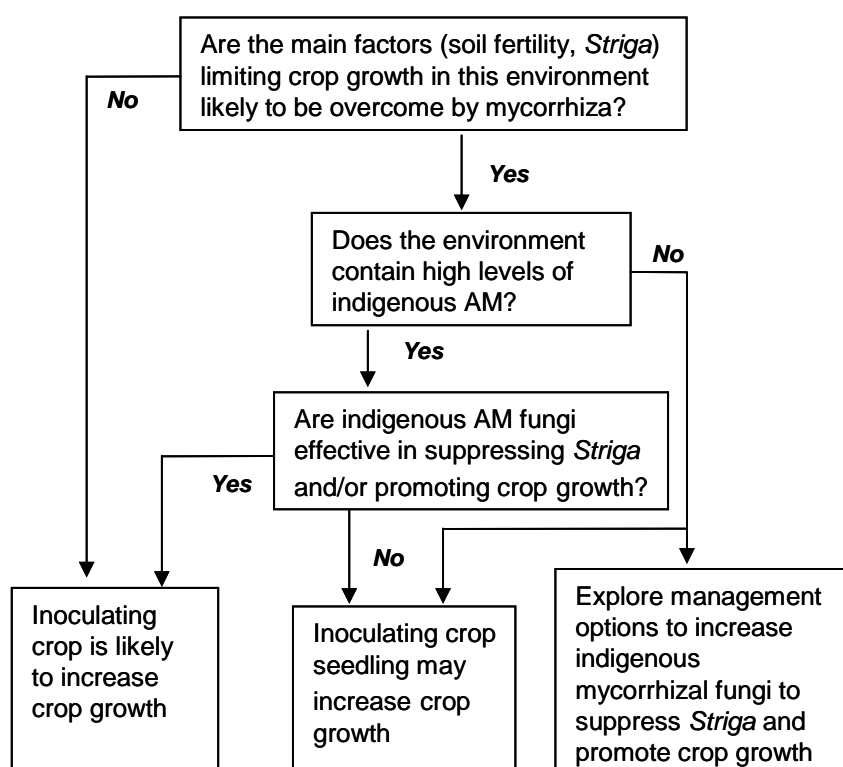 Are the main factors (soil fertility, Striga)
limiting crop growth in this environment
likely to be overcome by mycorrhiza?
No
Yes
Does the environment
contain high levels of
indigenous AM?
No
Yes
Are indigenous AM fungi
effective in suppressing Striga
and/or promoting crop growth?
Yes
No
Inoculating
crop is likely
to increase
crop growth
Inoculating crop
seedling may
increase crop
growth
Explore management
options to increase
indigenous
mycorrhizal fungi to
suppress Striga and
promote crop growth